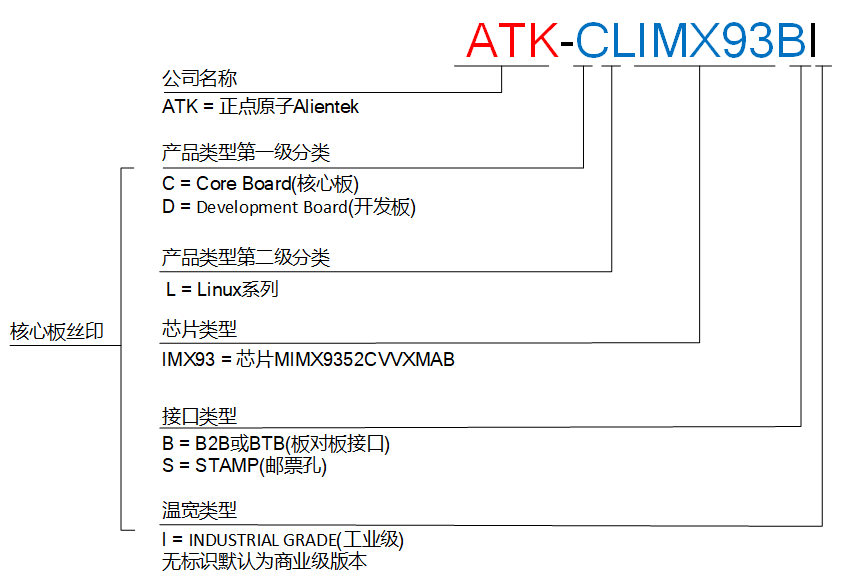 ATK-CLIMX93BI
公司名称
ATK = 正点原子Alientek
产品类型第一级分类
C = Core Board(核心板)
D = Development Board(开发板)
产品类型第二级分类
L = Linux系列
核心板丝印
芯片类型
IMX93 = 芯片MIMX9352CVVXMAB
接口类型
B = B2B或BTB(板对板接口)
S = STAMP(邮票孔)
温宽类型
I = INDUSTRIAL GRADE(工业级)
无标识默认为商业级版本